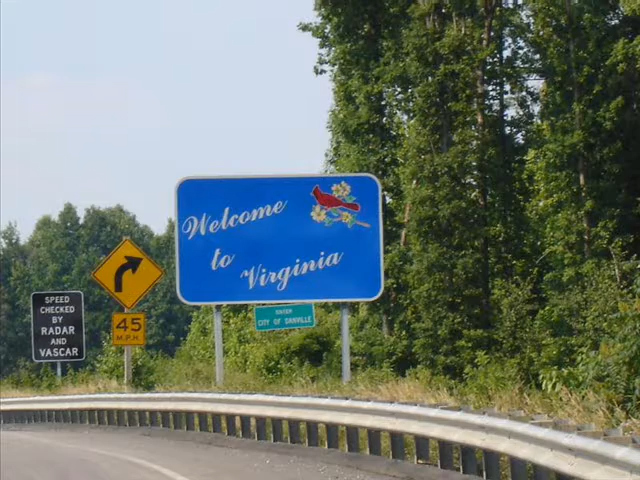 Welcome
to
Virginia
ENTER
CITY OF DANVILLE
45
M.P.H.
SPEED
CHECKED
BY
RADAR
AND
VASCAR